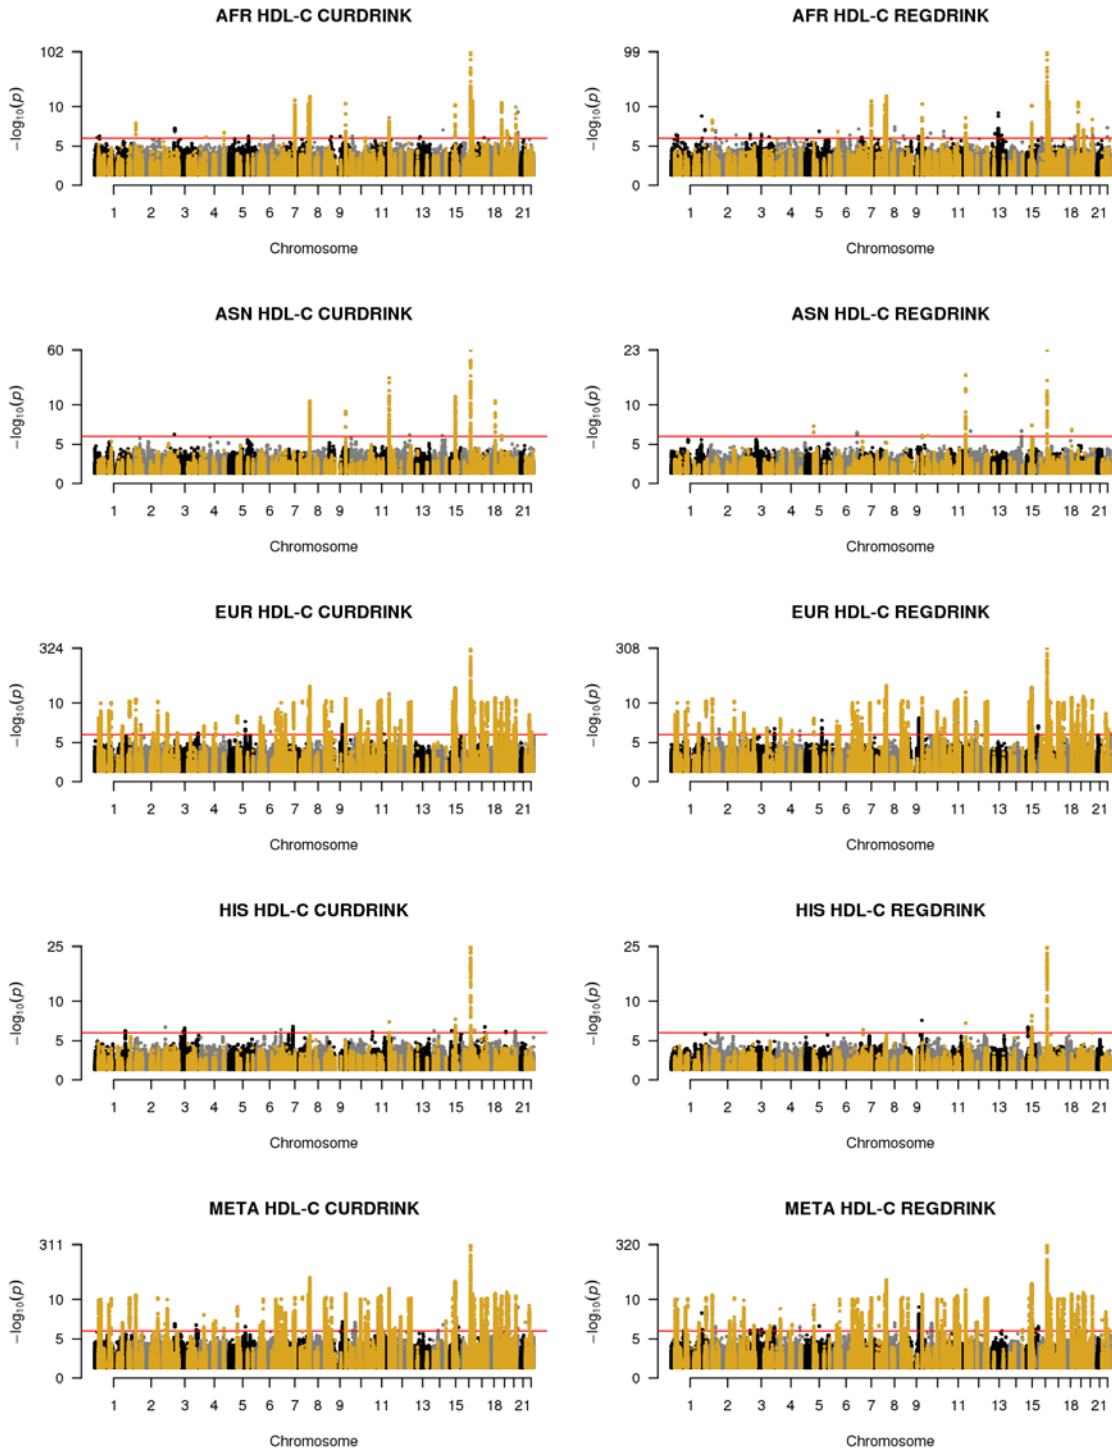 AFR HDL-C CURDRINK
102
10
5
0
−log10(p)
1 2 3 4 5 6 7 8 9 11 13 15 18 21
Chromosome
AFR HDL-C REGDRINK
99
10
5
0
−log10(p)
1 2 3 4 5 6 7 8 9 11 13 15 18 21
Chromosome
ASN HDL-C CURDRINK
60
10
5
0
−log10(p)
1 2 3 4 5 6 7 8 9 11 13 15 18 21
Chromosome
ASN HDL-C REGDRINK
23
10
5
0
−log10(p)
1 2 3 4 5 6 7 8 9 11 13 15 18 21
Chromosome
EUR HDL-C CURDRINK
324
10
5
0
−log10(p)
1 2 3 4 5 6 7 8 9 11 13 15 18 21
Chromosome
EUR HDL-C REGDRINK
308
10
5
0
−log10(p)
1 2 3 4 5 6 7 8 9 11 13 15 18 21
Chromosome
HIS HDL-C CURDRINK
25
10
5
0
−log10(p)
1 2 3 4 5 6 7 8 9 11 13 15 18 21
Chromosome
HIS HDL-C REGDRINK
25
10
5
0
−log10(p)
1 2 3 4 5 6 7 8 9 11 13 15 18 21
Chromosome
META HDL-C CURDRINK
311
10
5
0
−log10(p)
1 2 3 4 5 6 7 8 9 11 13 15 18 21
Chromosome
META HDL-C REGDRINK
320
10
5
0
−log10(p)
1 2 3 4 5 6 7 8 9 11 13 15 18 21
Chromosome